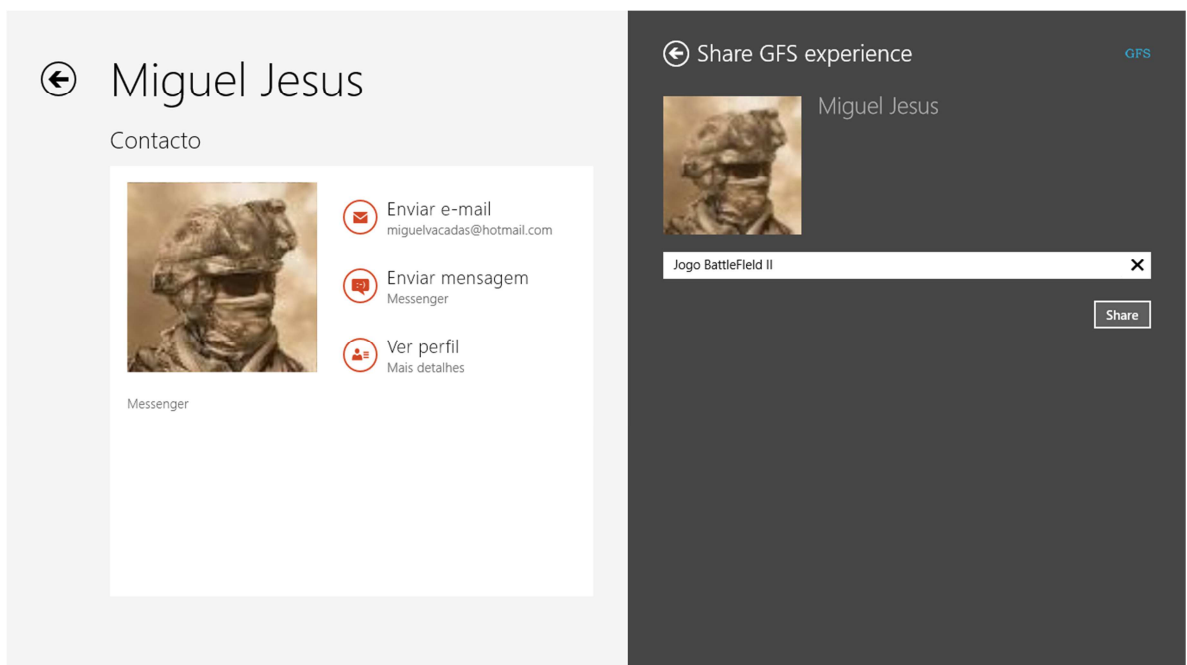 Miguel Jesus
Contacto
Enviar e-mail
miguelvacadas@hotmail.com
Enviar mensagem
Messenger
Ver perfil
Mais detalhes
Messenger
Share GFS experience
GFS
Miguel Jesus
Jogo BattleFIeld II
Share